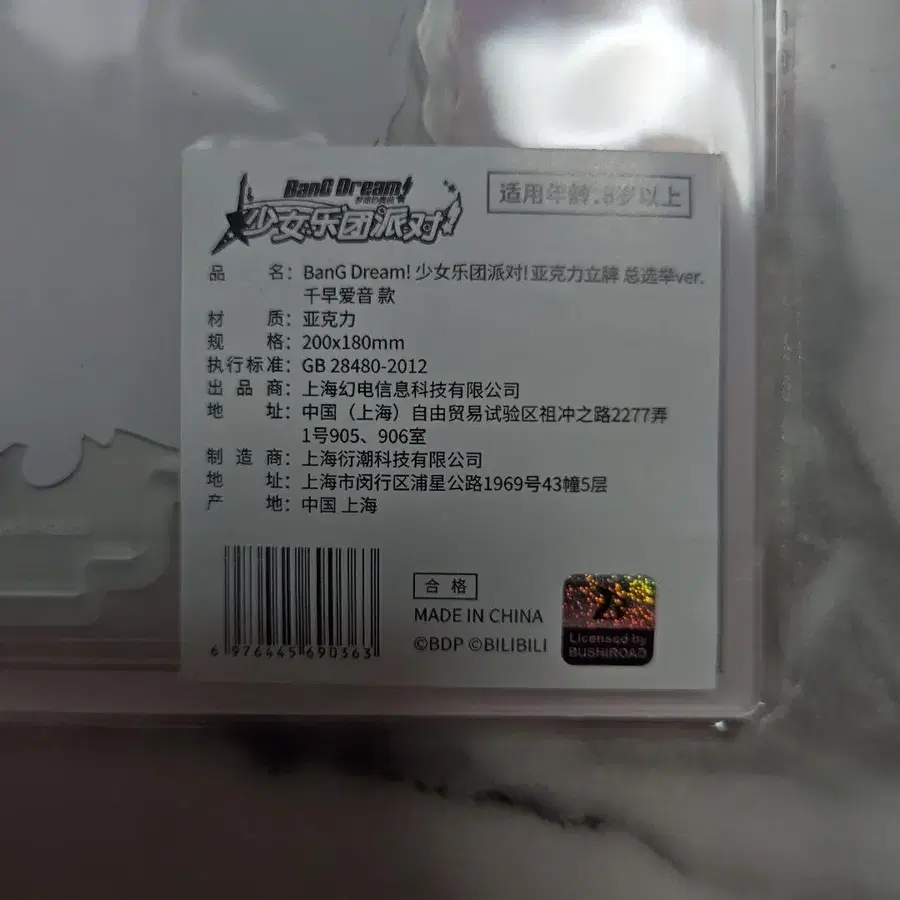 BanG Dream!
少女乐团派对!
适用年龄:8岁以上
品 名: BanG Dream! 少女乐团派对! 亚克力立牌 总选举ver.
千早爱音 款
材 质: 亚克力
规 格: 200x180mm
执行标准: GB 28480-2012
出 品 商: 上海幻电信息科技有限公司
地 址: 中国（上海）自由贸易试验区祖冲之路2277弄
1号905、906室
制 造 商: 上海衍潮科技有限公司
地 址: 上海市闵行区浦星公路1969号43幢5层
产 地: 中国 上海
6 976445 690363
合 格
MADE IN CHINA
©BDP ©BILIBILI
Licensed by
BUSHIROAD